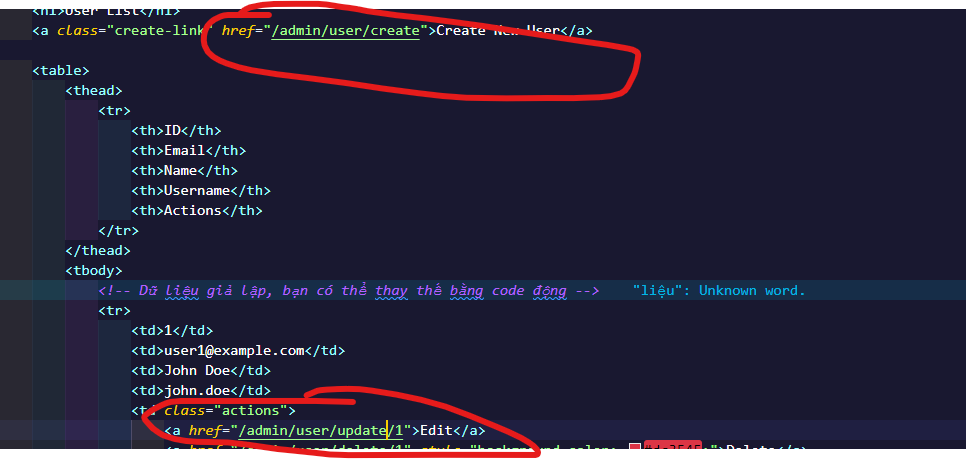 <h1>User List</h1>
<a class="create-link" href="/admin/user/create">Create New User</a>
<table>
<thead>
<tr>
<th>ID</th>
<th>Email</th>
<th>Name</th>
<th>Username</th>
<th>Actions</th>
</tr>
</thead>
<tbody>
<!-- Dữ liệu giả lập, bạn có thể thay thế bằng code động --> "liệu": Unknown word.
<tr>
<td>1</td>
<td>user1@example.com</td>
<td>John Doe</td>
<td>john.doe</td>
<td class="actions">
<a href="/admin/user/update/1">Edit</a>
<a href="/admin/user/delete/1" style="background-color: ;">Delete</a>